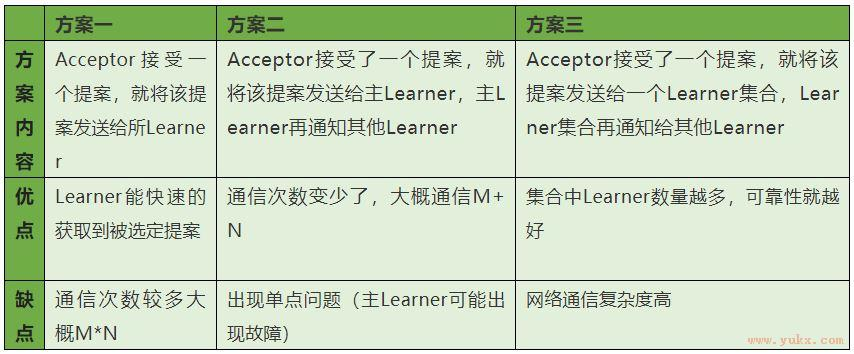 方案一
方案二
方案三
方案内容
Acceptor接受一
个提案，就将该提
案发送给所Learne
r
Acceptor接受了一个提案，就
将该提案发送给主Learner，主L
earner再通知其他Learner
Acceptor接受了一个提案，就将该
提案发送给一个Learner集合，Lear
ner集合再通知给其他Learner
优点
Learner能快速的
获取到被选定提案
通信次数变少了，大概通信M+
N
集合中Learner数量越多，可靠性就越
好
缺点
通信次数较多大
概M*N
出现单点问题（主Learner可能出
现故障）
网络通信复杂度高
www.yukx.com